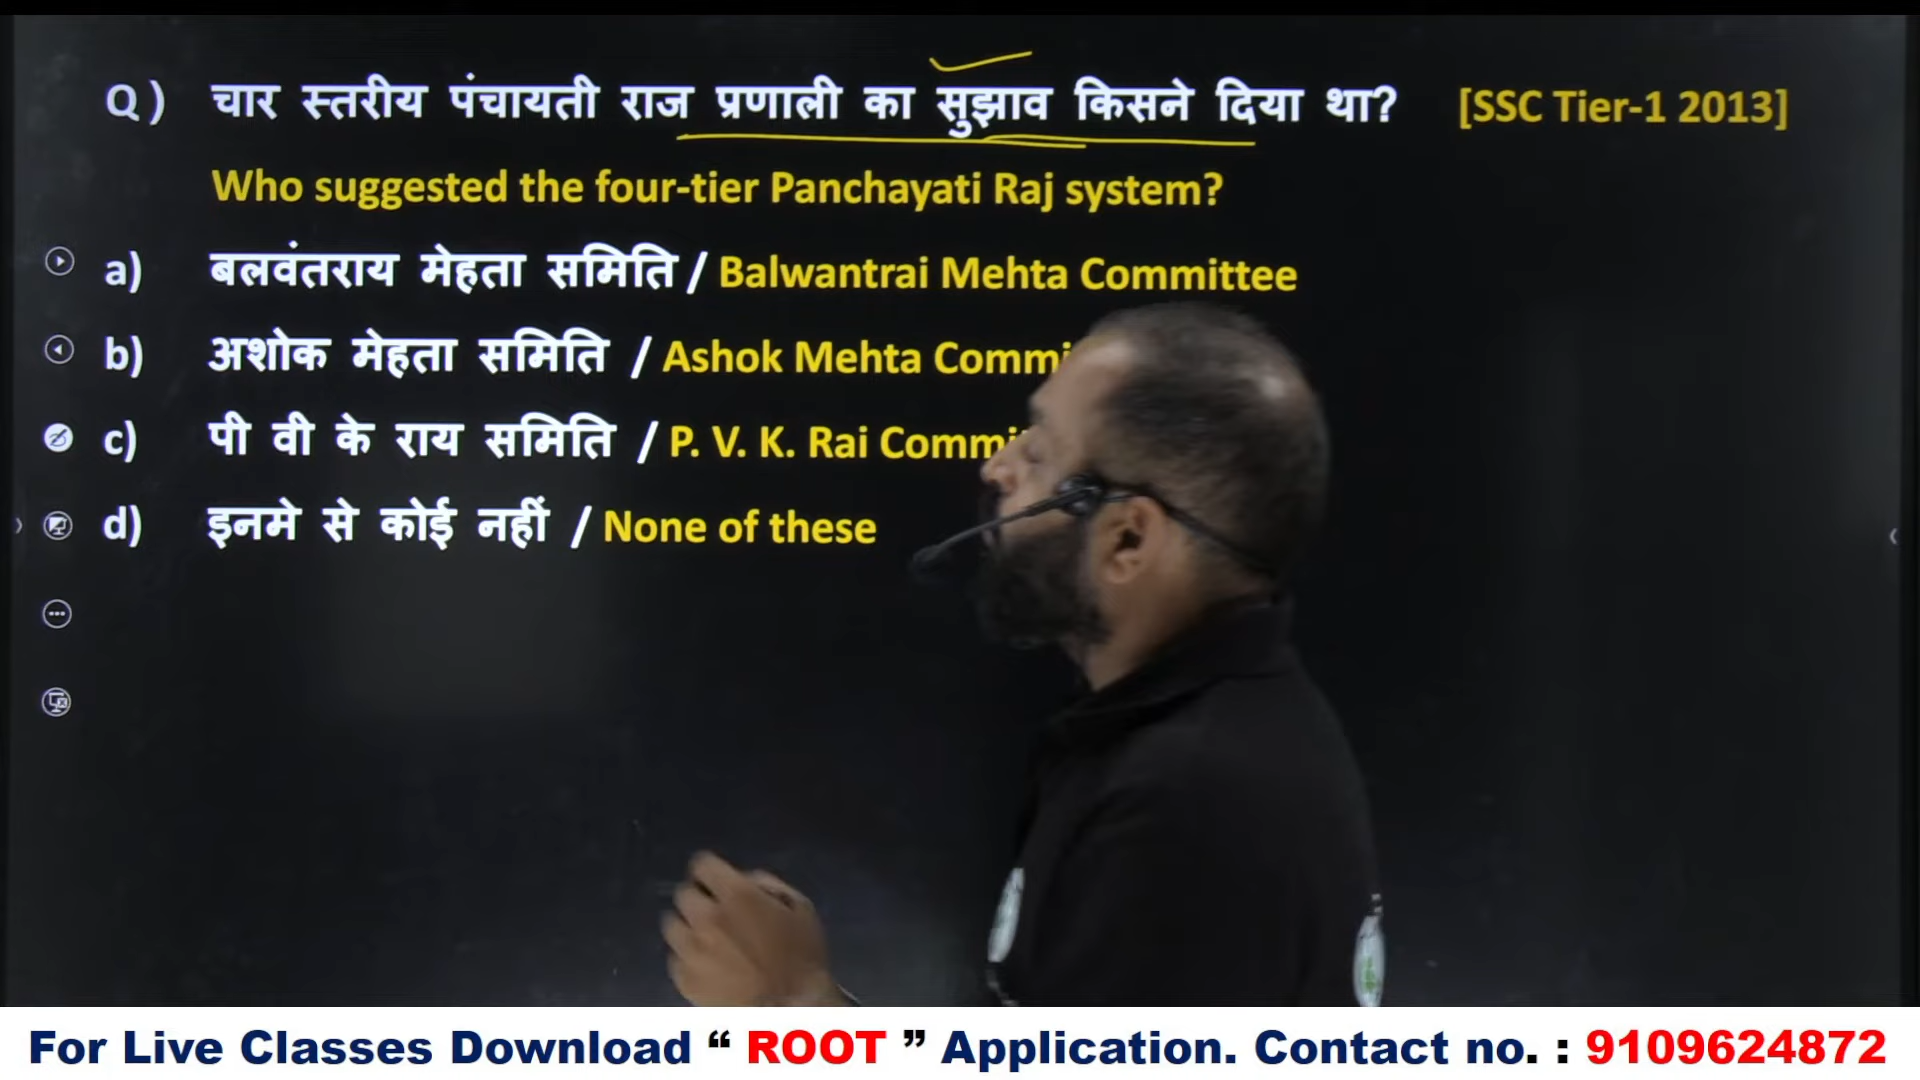 Q) चार स्तरीय पंचायती राज प्रणाली का सुझाव किसने दिया था? [SSC Tier-1 2013]
Who suggested the four-tier Panchayati Raj system?
a) बलवंतराय मेहता समिति / Balwantrai Mehta Committee
b) अशोक मेहता समिति / Ashok Mehta Commi
c) पी वी के राय समिति / P. V. K. Rai Commi
d) इनमे से कोई नहीं / None of these
For Live Classes Download “ ROOT ” Application. Contact no. : 9109624872